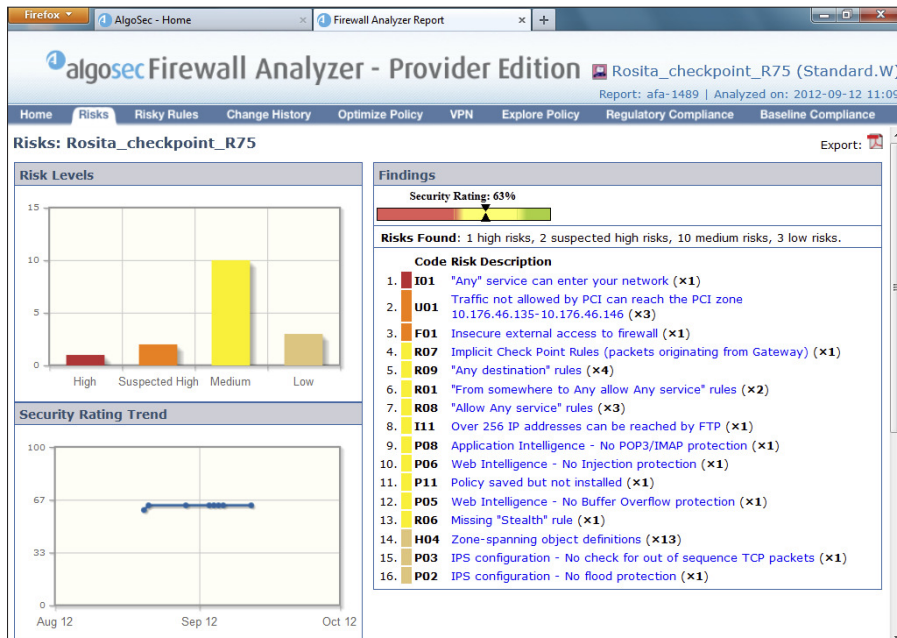 Firefox
AlgoSec - Home
Firewall Analyzer Report
algosec Firewall Analyzer - Provider Edition
Rosita_checkpoint_R75 (Standard.W)
Report: afa-1489 | Analyzed on: 2012-09-12 11:09
Home Risks Risky Rules Change History Optimize Policy VPN Explore Policy Regulatory Compliance Baseline Compliance
Risks: Rosita_checkpoint_R75
Export:
Risk Levels
15
10
5
0
High Suspected High Medium Low
Security Rating Trend
100
67
33
0
Aug 12 Sep 12 Oct 12
Findings
Security Rating: 63%
Risks Found: 1 high risks, 2 suspected high risks, 10 medium risks, 3 low risks.
Code Risk Description
1. I01 "Any" service can enter your network (×1)
2. U01 Traffic not allowed by PCI can reach the PCI zone
10.176.46.135-10.176.46.146 (×3)
3. F01 Insecure external access to firewall (×1)
4. R07 Implicit Check Point Rules (packets originating from Gateway) (×1)
5. R09 "Any destination" rules (×4)
6. R01 "From somewhere to Any allow Any service" rules (×2)
7. R08 "Allow Any service" rules (×3)
8. I11 Over 256 IP addresses can be reached by FTP (×1)
9. P08 Application Intelligence - No POP3/IMAP protection (×1)
10. P06 Web Intelligence - No Injection protection (×1)
11. P11 Policy saved but not installed (×1)
12. P05 Web Intelligence - No Buffer Overflow protection (×1)
13. R06 Missing "Stealth" rule (×1)
14. H04 Zone-spanning object definitions (×13)
15. P03 IPS configuration - No check for out of sequence TCP packets (×1)
16. P02 IPS configuration - No flood protection (×1)